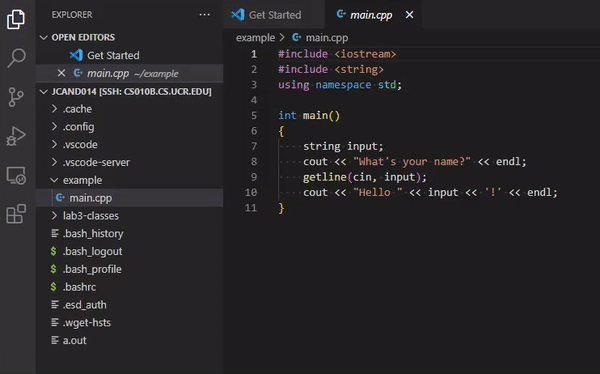 EXPLORER
OPEN EDITORS
Get Started
main.cpp ~/example
JCAND014 [SSH: CS010B.CS.UCR.EDU]
.cache
.config
.vscode
.vscode-server
example
main.cpp
lab3-classes
.bash_history
$ .bash_logout
$ .bash_profile
$ .bashrc
.esd_auth
.wget-hsts
a.out
Get Started
main.cpp
example > main.cpp
1 #include <iostream>
2 #include <string>
3 using namespace std;
4
5 int main()
6 {
7 string input;
8 cout << "What's your name?" << endl;
9 getline(cin, input);
10 cout << "Hello " << input << '!' << endl;
11 }